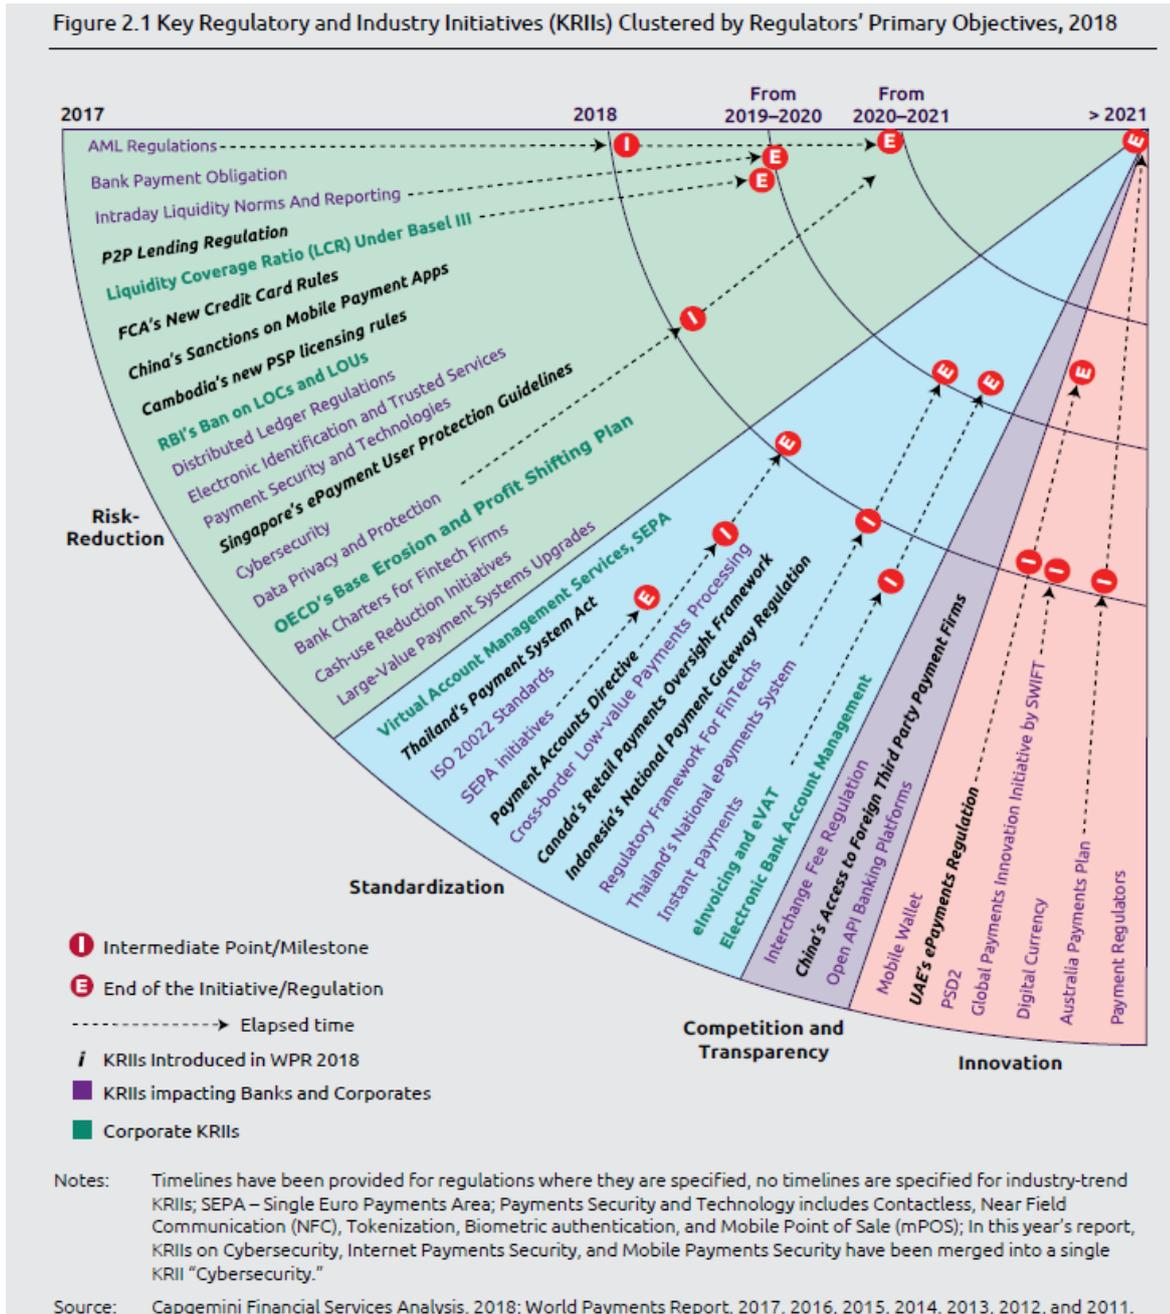 Figure 2.1 Key Regulatory and Industry Initiatives (KRIIs) Clustered by Regulators' Primary Objectives, 2018
2017
2018
From
2019–2020
From
2020–2021
> 2021
AML Regulations
I
E
E
Bank Payment Obligation
E
Intraday Liquidity Norms And Reporting
E
P2P Lending Regulation
Liquidity Coverage Ratio (LCR) Under Basel III
FCA's New Credit Card Rules
China's Sanctions on Mobile Payment Apps
Cambodia's new PSP licensing rules
I
RBI's Ban on LOCs and LOUs
Distributed Ledger Regulations
Electronic Identification and Trusted Services
Payment Security and Technologies
Singapore's ePayment User Protection Guidelines
Cybersecurity
Data Privacy and Protection
OECD's Base Erosion and Profit Shifting Plan
Bank Charters for Fintech Firms
Cash-use Reduction Initiatives
Large-Value Payment Systems Upgrades
Risk-
Reduction
Virtual Account Management Services, SEPA
Thailand's Payment System Act
ISO 20022 Standards
SEPA initiatives
Payment Accounts Directive
Cross-border Low-value Payments Processing
Canada's Retail Payments Oversight Framework
Indonesia's National Payment Gateway Regulation
Regulatory Framework For FinTechs
Thailand's National ePayments System
Instant payments
eInvoicing and eVAT
Electronic Bank Account Management
E
I
E
I
I
E
E
Standardization
Interchange Fee Regulation
China's Access to Foreign Third Party Payment Firms
Open API Banking Platforms
Competition and
Transparency
Mobile Wallet
UAE's ePayments Regulation
PSD2
Global Payments Innovation Initiative by SWIFT
Digital Currency
Australia Payments Plan
Payment Regulators
E
I
I
I
Innovation
I Intermediate Point/Milestone
E End of the Initiative/Regulation
Elapsed time
i KRIIs Introduced in WPR 2018
KRIIs impacting Banks and Corporates
Corporate KRIIs
Notes: Timelines have been provided for regulations where they are specified, no timelines are specified for industry-trend
KRIIs; SEPA – Single Euro Payments Area; Payments Security and Technology includes Contactless, Near Field
Communication (NFC), Tokenization, Biometric authentication, and Mobile Point of Sale (mPOS); In this year's report,
KRIIs on Cybersecurity, Internet Payments Security, and Mobile Payments Security have been merged into a single
KRII "Cybersecurity."
Source: Capgemini Financial Services Analysis, 2018; World Payments Report, 2017, 2016, 2015, 2014, 2013, 2012, and 2011.